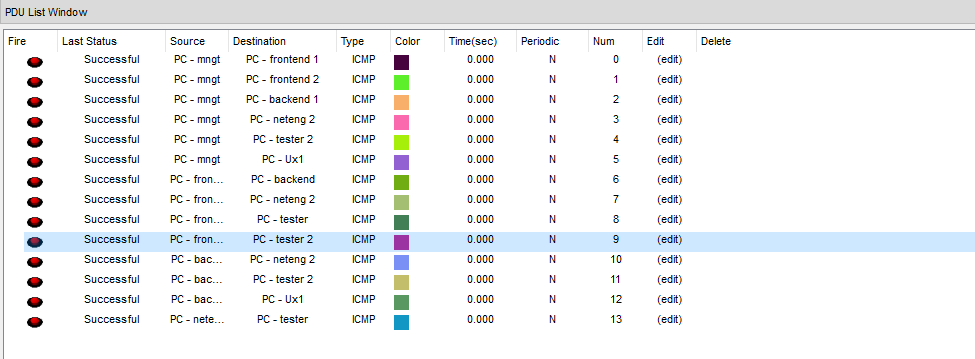 PDU List Window
Fire Last Status Source Destination Type Color Time(sec) Periodic Num Edit Delete
Successful PC - mngt PC - frontend 1 ICMP 0.000 N 0 (edit)
Successful PC - mngt PC - frontend 2 ICMP 0.000 N 1 (edit)
Successful PC - mngt PC - backend 1 ICMP 0.000 N 2 (edit)
Successful PC - mngt PC - neteng 2 ICMP 0.000 N 3 (edit)
Successful PC - mngt PC - tester 2 ICMP 0.000 N 4 (edit)
Successful PC - mngt PC - Ux1 ICMP 0.000 N 5 (edit)
Successful PC - fron... PC - backend ICMP 0.000 N 6 (edit)
Successful PC - fron... PC - neteng 2 ICMP 0.000 N 7 (edit)
Successful PC - fron... PC - tester ICMP 0.000 N 8 (edit)
Successful PC - fron... PC - tester 2 ICMP 0.000 N 9 (edit)
Successful PC - bac... PC - neteng 2 ICMP 0.000 N 10 (edit)
Successful PC - bac... PC - tester 2 ICMP 0.000 N 11 (edit)
Successful PC - bac... PC - Ux1 ICMP 0.000 N 12 (edit)
Successful PC - nete... PC - tester ICMP 0.000 N 13 (edit)